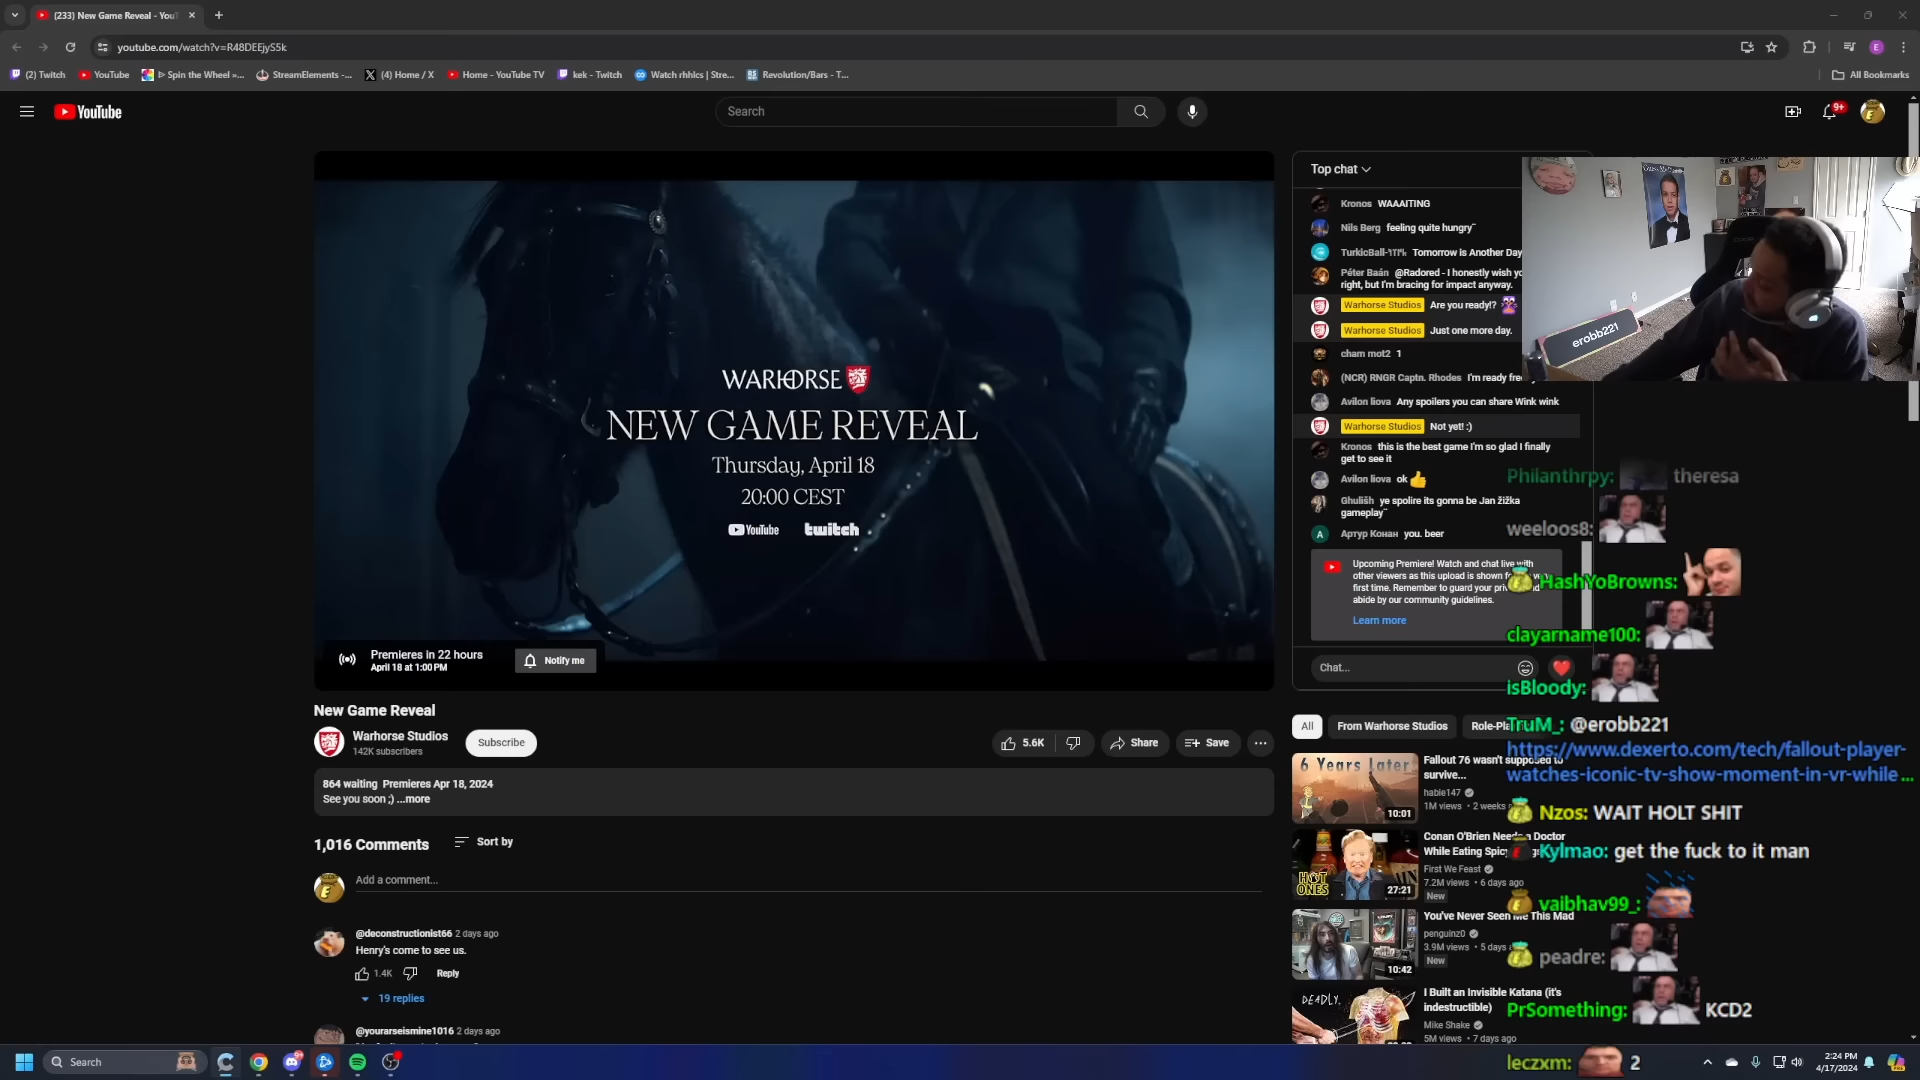 (233) New Game Reveal - YouT
youtube.com/watch?v=R48DEEjyS5k
(2) Twitch
YouTube
Spin the Wheel »...
StreamElements -...
(4) Home / X
Home - YouTube TV
kek - Twitch
Watch rhhlcs | Stre...
Revolution/Bars - T...
All Bookmarks
YouTube
Search
9+
WARHORSE
NEW GAME REVEAL
Thursday, April 18
20:00 CEST
YouTube twitch
Premieres in 22 hours
April 18 at 1:00 PM
Notify me
Top chat
Kronos WAAAITING
Nils Berg feeling quite hungry
Tomorrow is Another Day
Péter Baán @Radored - I honestly wish yo
right, but I'm bracing for impact anyway.
Warhorse Studios Are you ready!?
Warhorse Studios Just one more day.
cham mot2 1
(NCR) RNGR Captn. Rhodes I'm ready fre
Avilon liova Any spoilers you can share Wink wink
Warhorse Studios Not yet! :)
Kronos this is the best game I'm so glad I finally
get to see it
Avilon liova ok
Ghulish ye spolire its gonna be Jan žižka
gameplay
A Артур Конан you. beer
Upcoming Premiere! Watch and chat live with
other viewers as this upload is shown
first time. Remember to guard your
abide by our community guidelines.
Learn more
Chat...
erobb221
New Game Reveal
Warhorse Studios
142K subscribers
Subscribe
5.6K
Share
Save
864 waiting Premieres Apr 18, 2024
See you soon ;) ...more
1,016 Comments
Sort by
Add a comment...
@deconstructionist66 2 days ago
Henry's come to see us.
1.4K
Reply
19 replies
@yourarseismine1016 2 days ago
All
From Warhorse Studios
Role-Pla
6 Years Later
10:01
Fallout 76 wasn't supposed to
survive...
hable147
1M views • 2 weeks
HOT ONES
27:21
Conan O'Brien Needs a Doctor
While Eating Spicy
First We Feast
7.2M views • 6 days ago
New
10:42
You've Never Seen Me This Mad
penguinz0
3.9M views • 5 days
New
DEADLY.
I Built an Invisible Katana (it's
indestructible)
Mike Shake
5M views • 7 days ago
Philanthrpy: theresa
weeloos8:
HashYoBrowns:
clayarname100:
isBloody:
TruM_: @erobb221
https://www.dexerto.com/tech/fallout-player-
watches-iconic-tv-show-moment-in-vr-while ...
Nzos: WAIT HOLT SHIT
Kylmao: get the fuck to it man
vaibhav99_:
peadre:
PrSomething: KCD2
leczxm: 2
Search
2:24 PM
4/17/2024